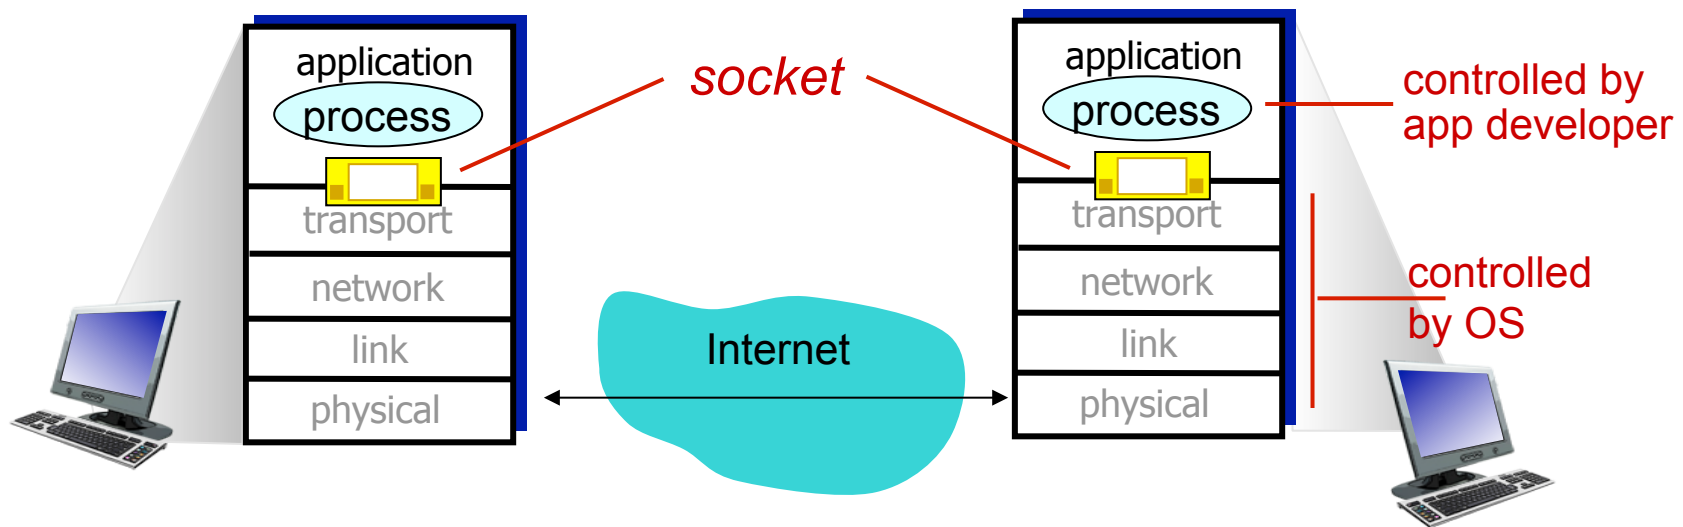 application
process
transport
network
link
physical
socket
Internet
application
process
transport
network
link
physical
controlled by
app developer
controlled
by OS